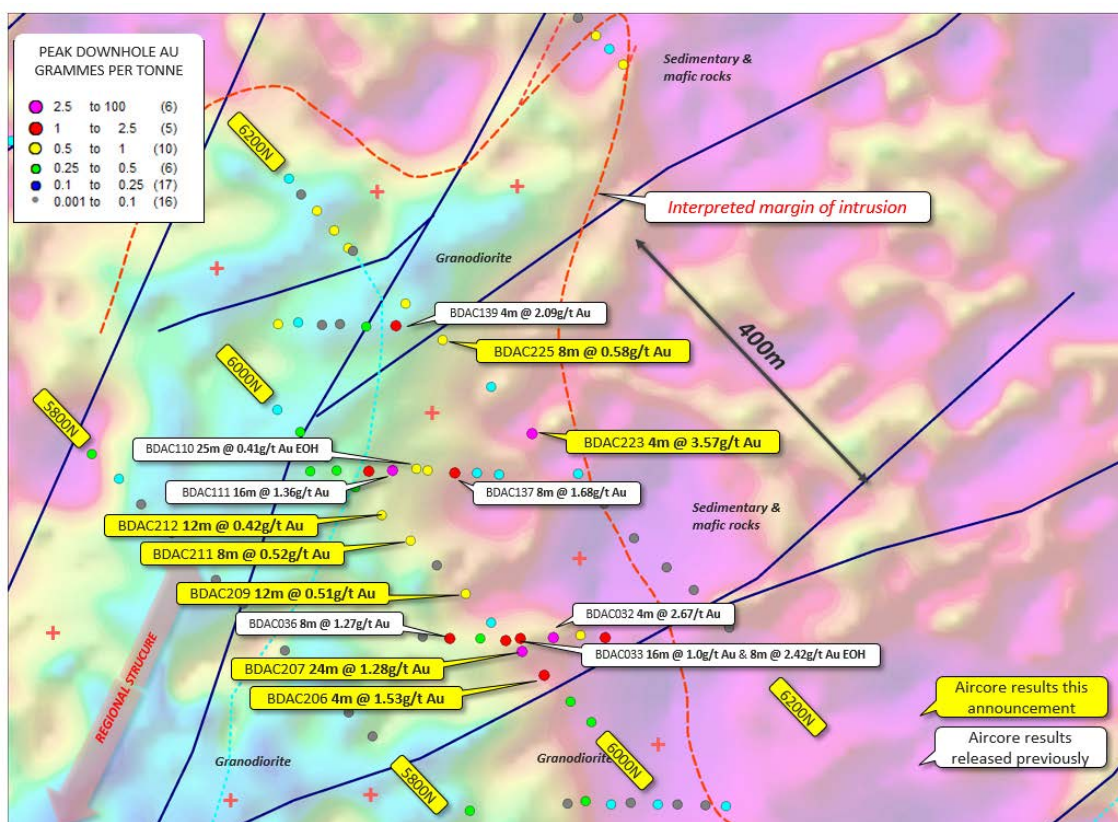 PEAK DOWNHOLE AU
GRAMMES PER TONNE
2.5 to 100 (6)
1 to 2.5 (5)
0.5 to 1 (10)
0.25 to 0.5 (6)
0.1 to 0.25 (17)
0.001 to 0.1 (16)
Sedimentary &
mafic rocks
6200N
Interpreted margin of intrusion
Granodiorite
BDAC139 4m @ 2.09g/t Au
400m
BDAC225 8m @ 0.58g/t Au
6000N
5800N
BDAC110 25m @ 0.41g/t Au EOH
BDAC223 4m @ 3.57g/t Au
BDAC111 16m @ 1.36g/t Au
BDAC137 8m @ 1.68g/t Au
Sedimentary &
mafic rocks
BDAC212 12m @ 0.42g/t Au
BDAC211 8m @ 0.52g/t Au
BDAC209 12m @ 0.51g/t Au
BDAC032 4m @ 2.67g/t Au
BDAC036 8m @ 1.27g/t Au
BDAC033 16m @ 1.0g/t Au & 8m @ 2.42g/t Au EOH
BDAC207 24m @ 1.28g/t Au
BDAC206 4m @ 1.53g/t Au
REGIONAL STRUCURE
6200N
Aircore results this
announcement
Aircore results
released previously
Granodiorite
5800N
Granodiorite
6000N